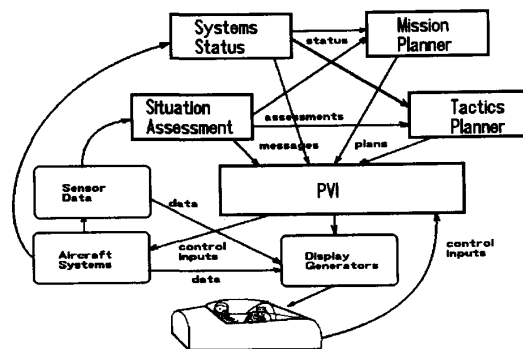 Systems
Status
status
Mission
Planner
Situation
Assessment
assessments
Tactics
Planner
messages
plans
Sensor
Data
data
PVI
Aircraft
Systems
control
inputs
data
Display
Generators
control
inputs